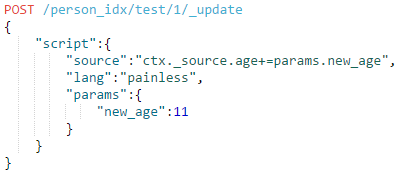 POST /person_idx/test/1/_update
{
    "script":{
        "source":"ctx._source.age+=params.new_age",
        "lang":"painless",
        "params":{
            "new_age":11
        }
    }
}